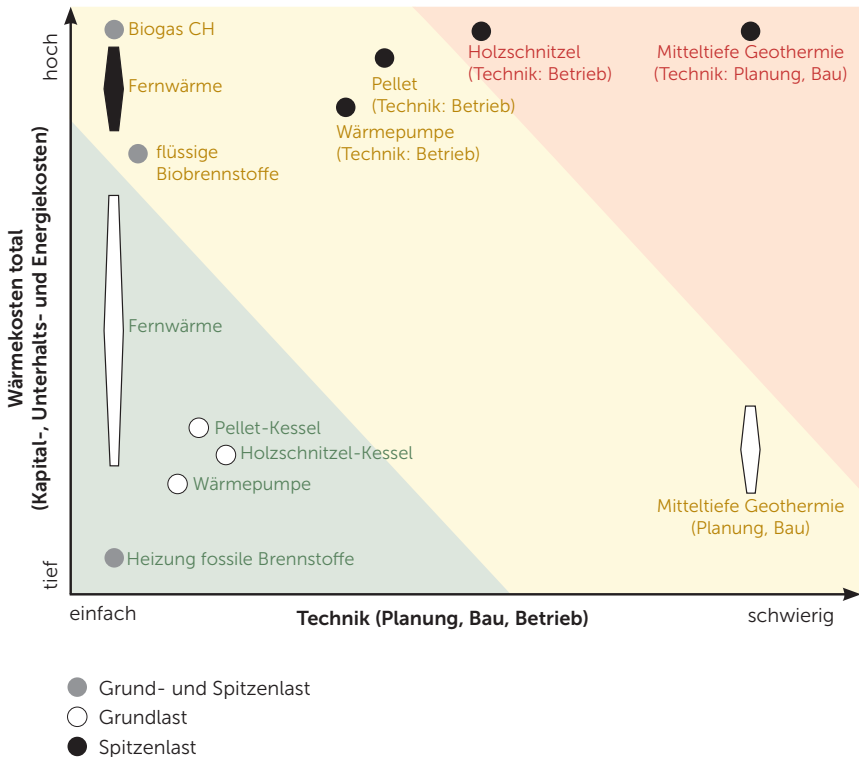 hoch
Wärmekosten total
(Kapital-, Unterhalts- und Energiekosten)
tief
Biogas CH
Fernwärme
flüssige
Biobrennstoffe
Pellet
(Technik: Betrieb)
Wärmepumpe
(Technik: Betrieb)
Holzschnitzel
(Technik: Betrieb)
Mitteltiefe Geothermie
(Technik: Planung, Bau)
Fernwärme
Pellet-Kessel
Holzschnitzel-Kessel
Wärmepumpe
Mitteltiefe Geothermie
(Planung, Bau)
Heizung fossile Brennstoffe
einfach
Technik (Planung, Bau, Betrieb)
schwierig
Grund- und Spitzenlast
Grundlast
Spitzenlast